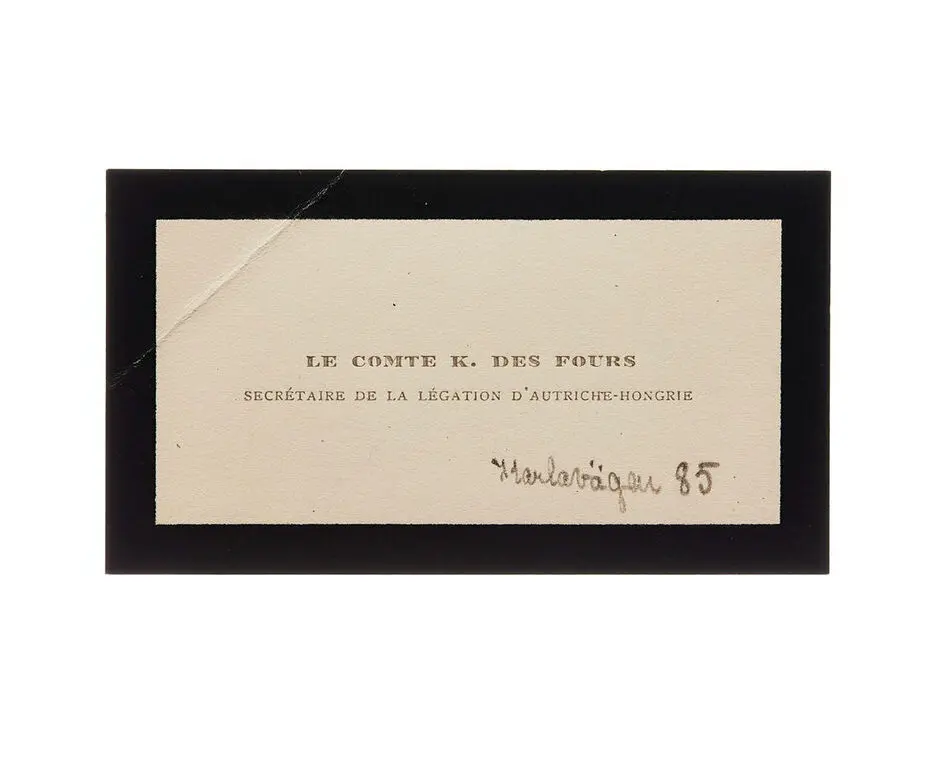 LE COMTE K. DES FOURS
SECRÉTAIRE DE LA LÉGATION D'AUTRICHE-HONGRIE
Karlavägen 85